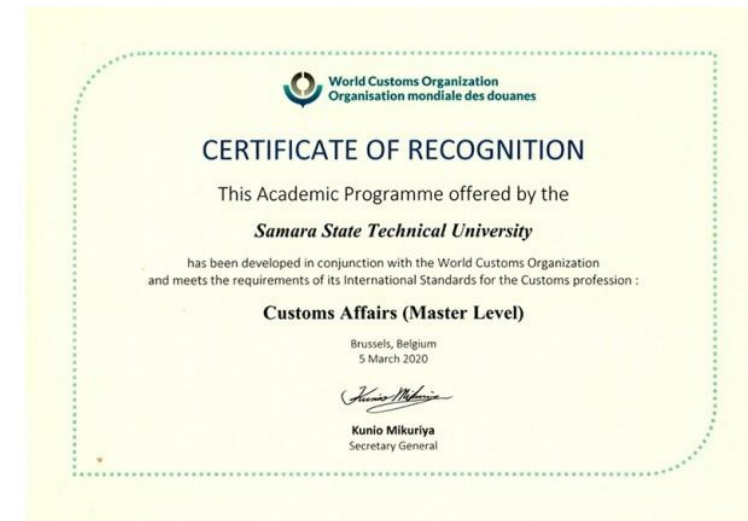 World Customs Organization
Organisation mondiale des douanes
CERTIFICATE OF RECOGNITION
This Academic Programme offered by the
Samara State Technical University
has been developed in conjunction with the World Customs Organization
and meets the requirements of its International Standards for the Customs profession :
Customs Affairs (Master Level)
Brussels, Belgium
5 March 2020
Kunio Mikuriya
Kunio Mikuriya
Secretary General